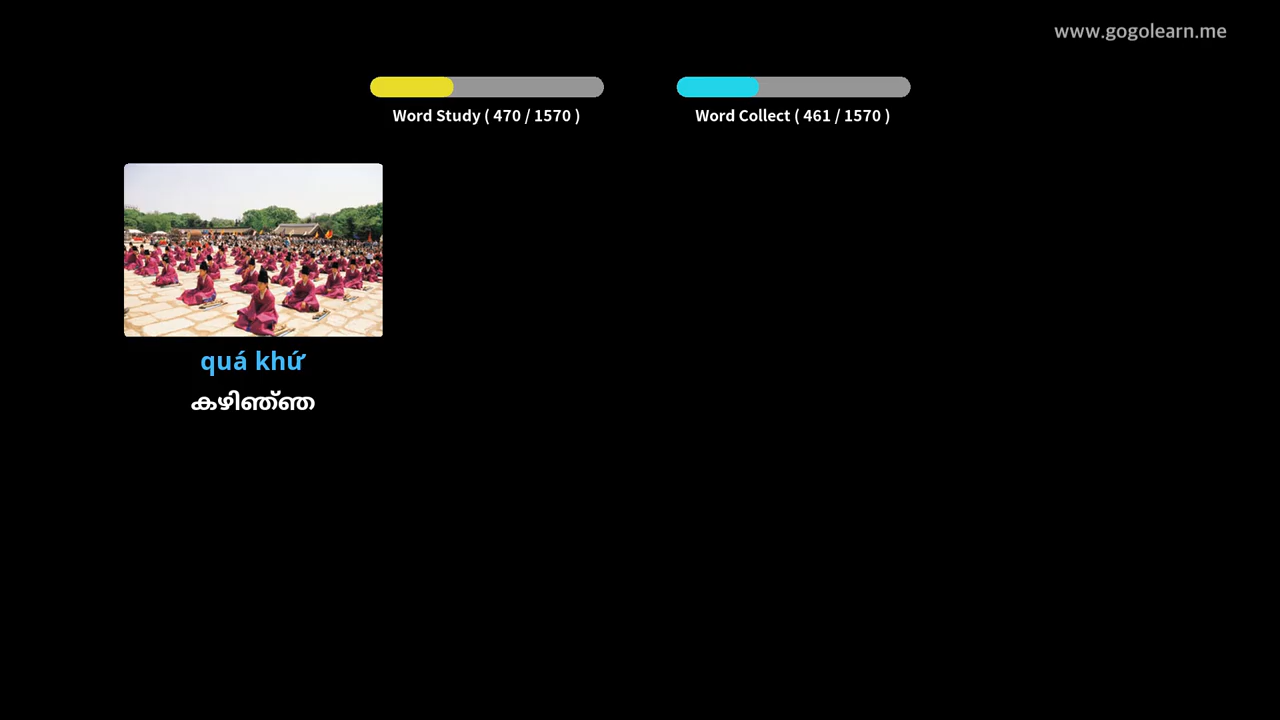 www.gogolearn.me
Word Study ( 470 / 1570 )
Word Collect ( 461 / 1570 )
quá khứ
കഴിഞ്ഞ